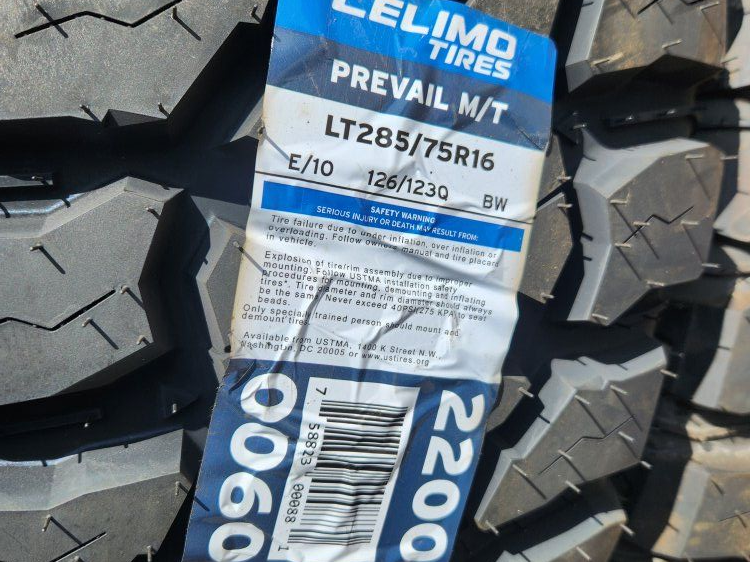 CELIMO
TIRES
PREVAIL M/T
LT285/75R16
E/10 126/123Q BW
SAFETY WARNING
SERIOUS INJURY OR DEATH MAY RESULT FROM:
Tire failure due to under inflation, over inflation or
overloading. Follow owners manual and tire placard
in vehicle.
Explosion of tire/rim assembly due to improper
mounting. Follow USTMA installation safety
procedures for mounting, demounting and inflating
tires*. Tire diameter and rim diameter should always
be the same. Never exceed 40PSI(275 KPA) to seat
beads.
Only specially trained person should mount and
demount tires.
Available from USTMA, 1400 K Street N.W.,
Washington, DC 20005 or www.ustires.org
0060
7 58823 00088 1
2200